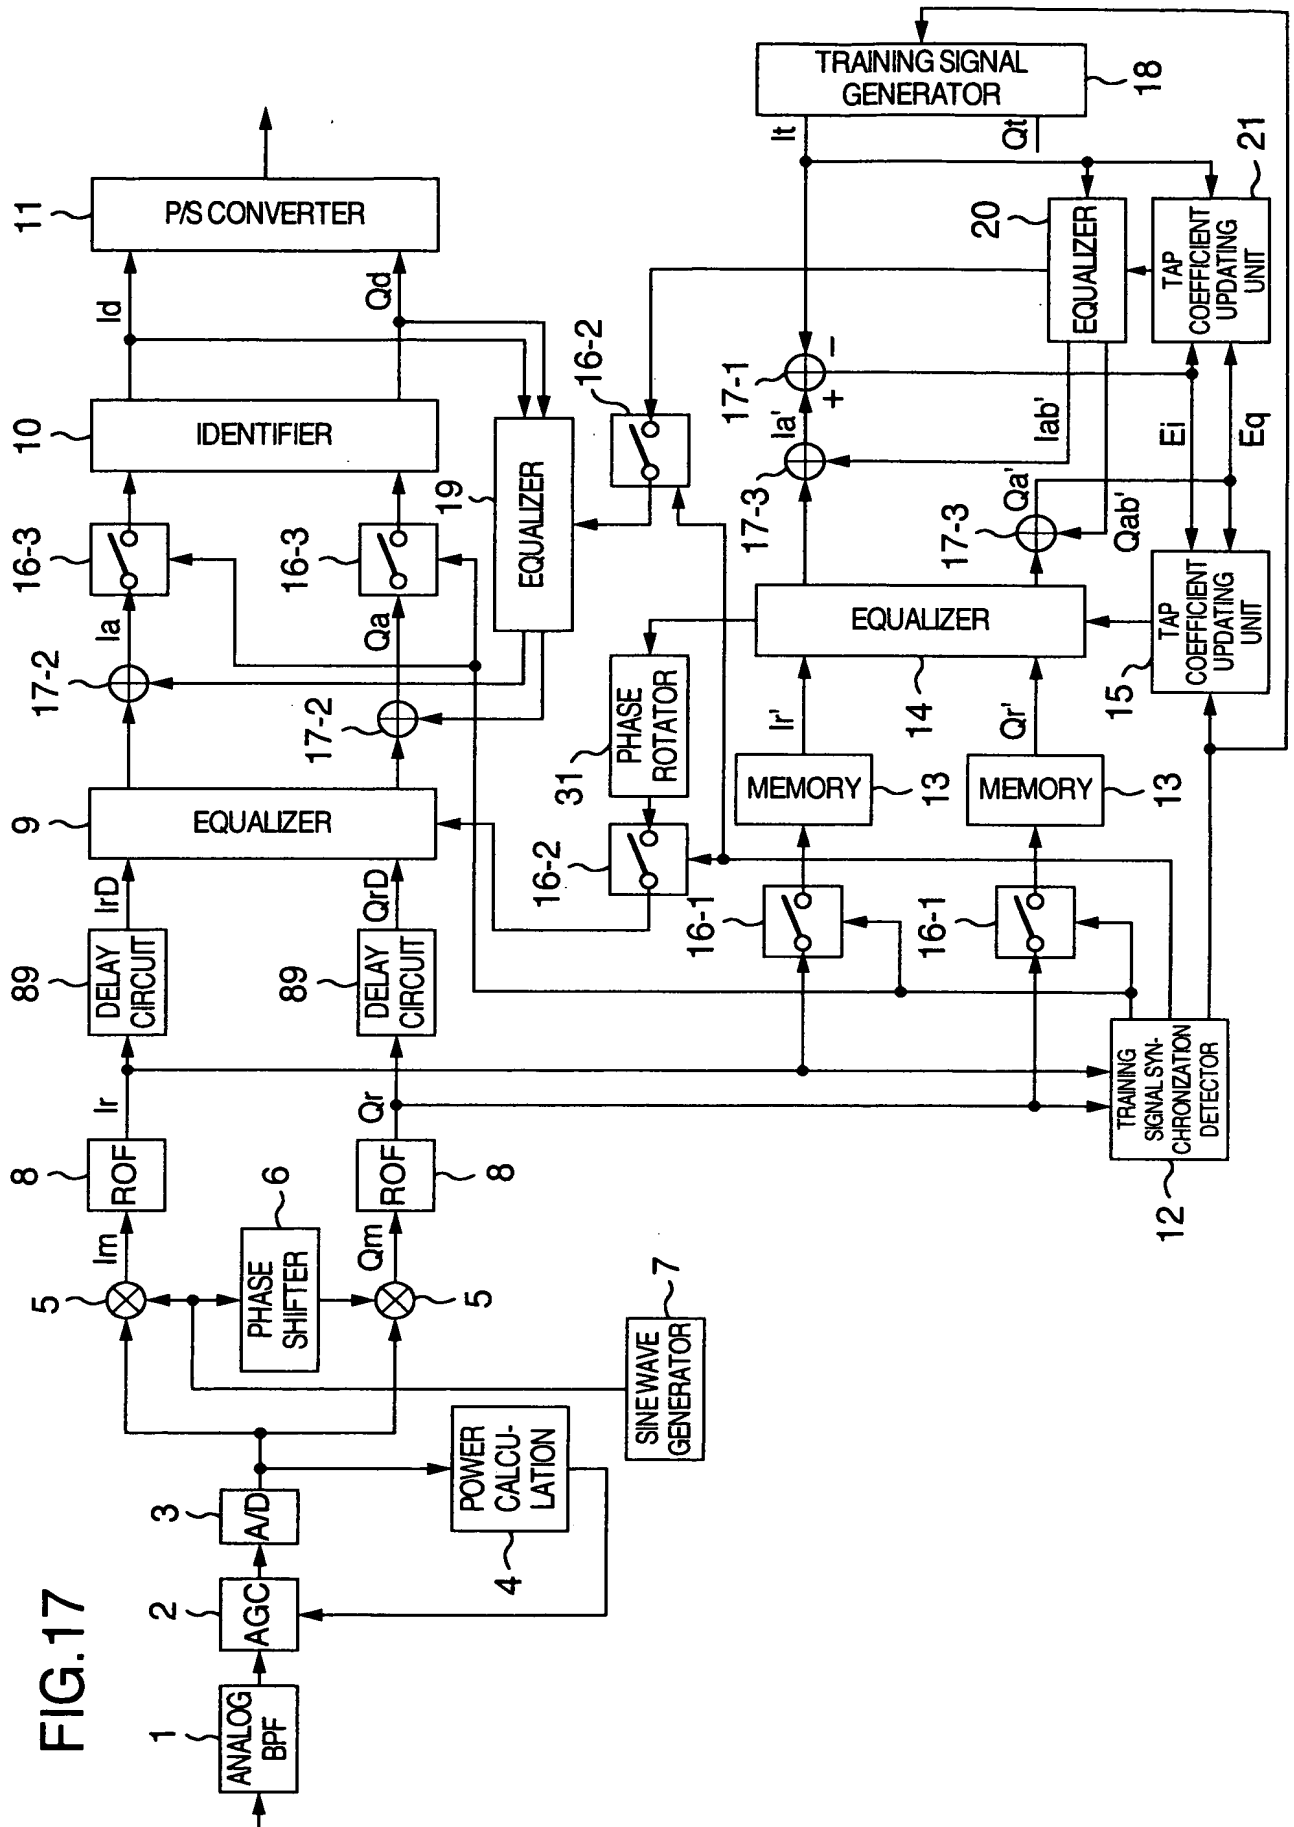 FIG.17
1
ANALOG
BPF
2
AGC
3
A/D
4
POWER
CALCU-
LATION
5
5
6
PHASE
SHIFTER
7
SINE WAVE
GENERATOR
Im
Qm
8
ROF
8
ROF
Ir
Qr
89
DELAY
CIRCUIT
89
DELAY
CIRCUIT
IrD
QrD
9
EQUALIZER
17-2
17-2
Ia
Qa
16-3
16-3
10
IDENTIFIER
Id
Qd
11
P/S CONVERTER
19
EQUALIZER
16-2
16-2
31
PHASE
ROTATOR
12
TRAINING
SIGNAL SYN-
CHRONIZATION
DETECTOR
16-1
16-1
MEMORY
13
MEMORY
13
Ir'
Qr'
14
EQUALIZER
15
TAP
COEFFICIENT
UPDATING
UNIT
17-3
17-3
Ia'
Qa'
Iab'
Qab'
17-1
+
−
Ei
Eq
20
EQUALIZER
21
TAP
COEFFICIENT
UPDATING
UNIT
It
Qt
TRAINING SIGNAL
GENERATOR
18